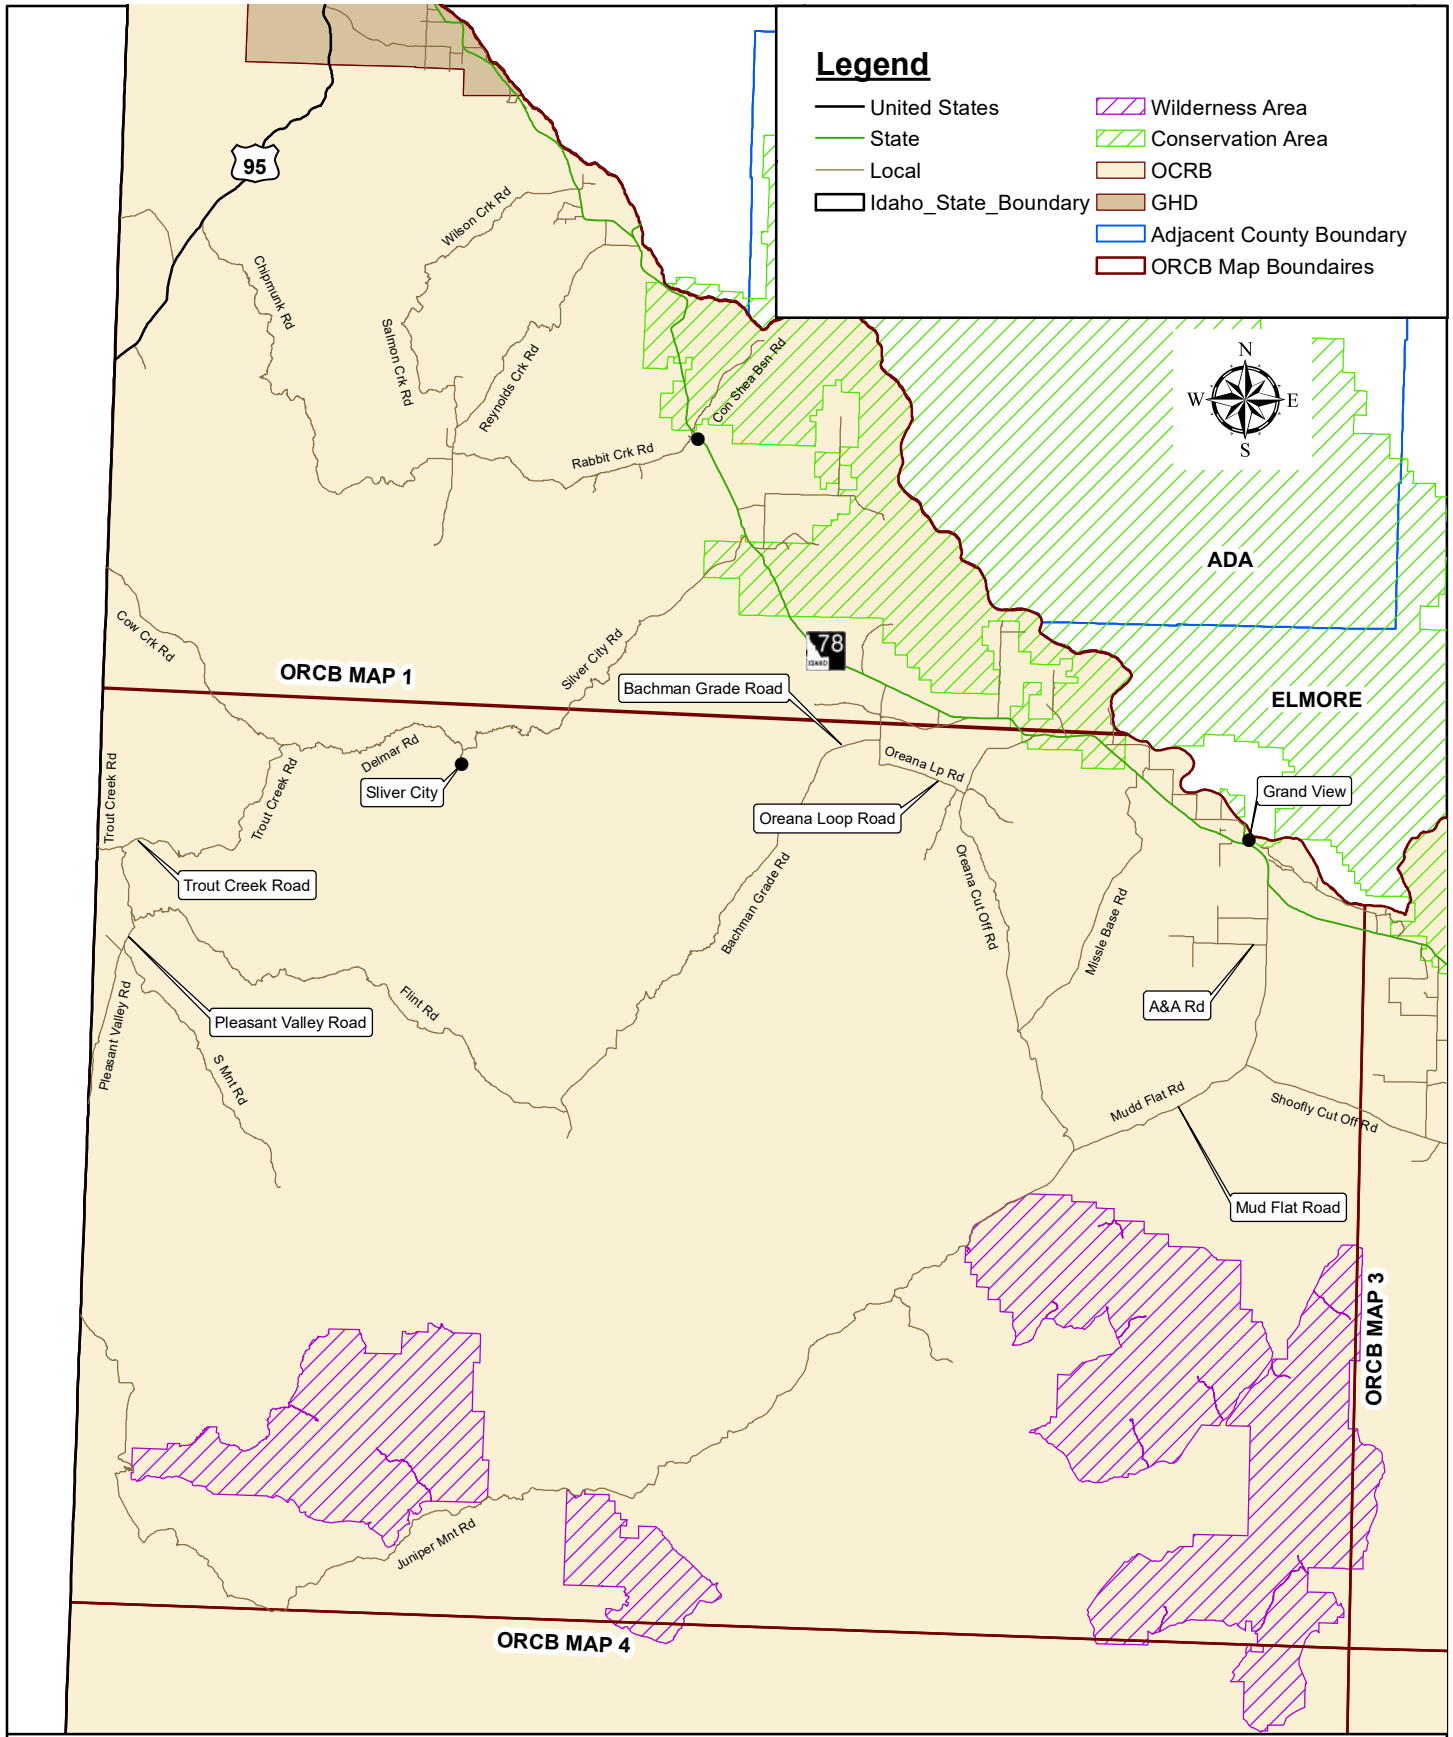 Legend
United States
State
Local
Idaho_State_Boundary
Wilderness Area
Conservation Area
OCRB
GHD
Adjacent County Boundary
ORCB Map Boundaires
95
Wilson Crk Rd
Chipmunk Rd
Salmon Crk Rd
Reynolds Crk Rd
Con Shea Bsn Rd
Rabbit Crk Rd
N
W
E
S
ADA
Cow Crk Rd
Silver City Rd
78
IDAHO
ORCB MAP 1
Bachman Grade Road
ELMORE
Delmar Rd
Trout Creek Rd
Trout Creek Rd
Sliver City
Oreana Lp Rd
Oreana Loop Road
Grand View
Trout Creek Road
Bachman Grade Rd
Oreana Cut Off Rd
Missle Base Rd
Pleasant Valley Rd
Flint Rd
Pleasant Valley Road
A&A Rd
S Mnt Rd
Mudd Flat Rd
Shoofly Cut Off Rd
Mud Flat Road
ORCB MAP 3
Juniper Mnt Rd
ORCB MAP 4